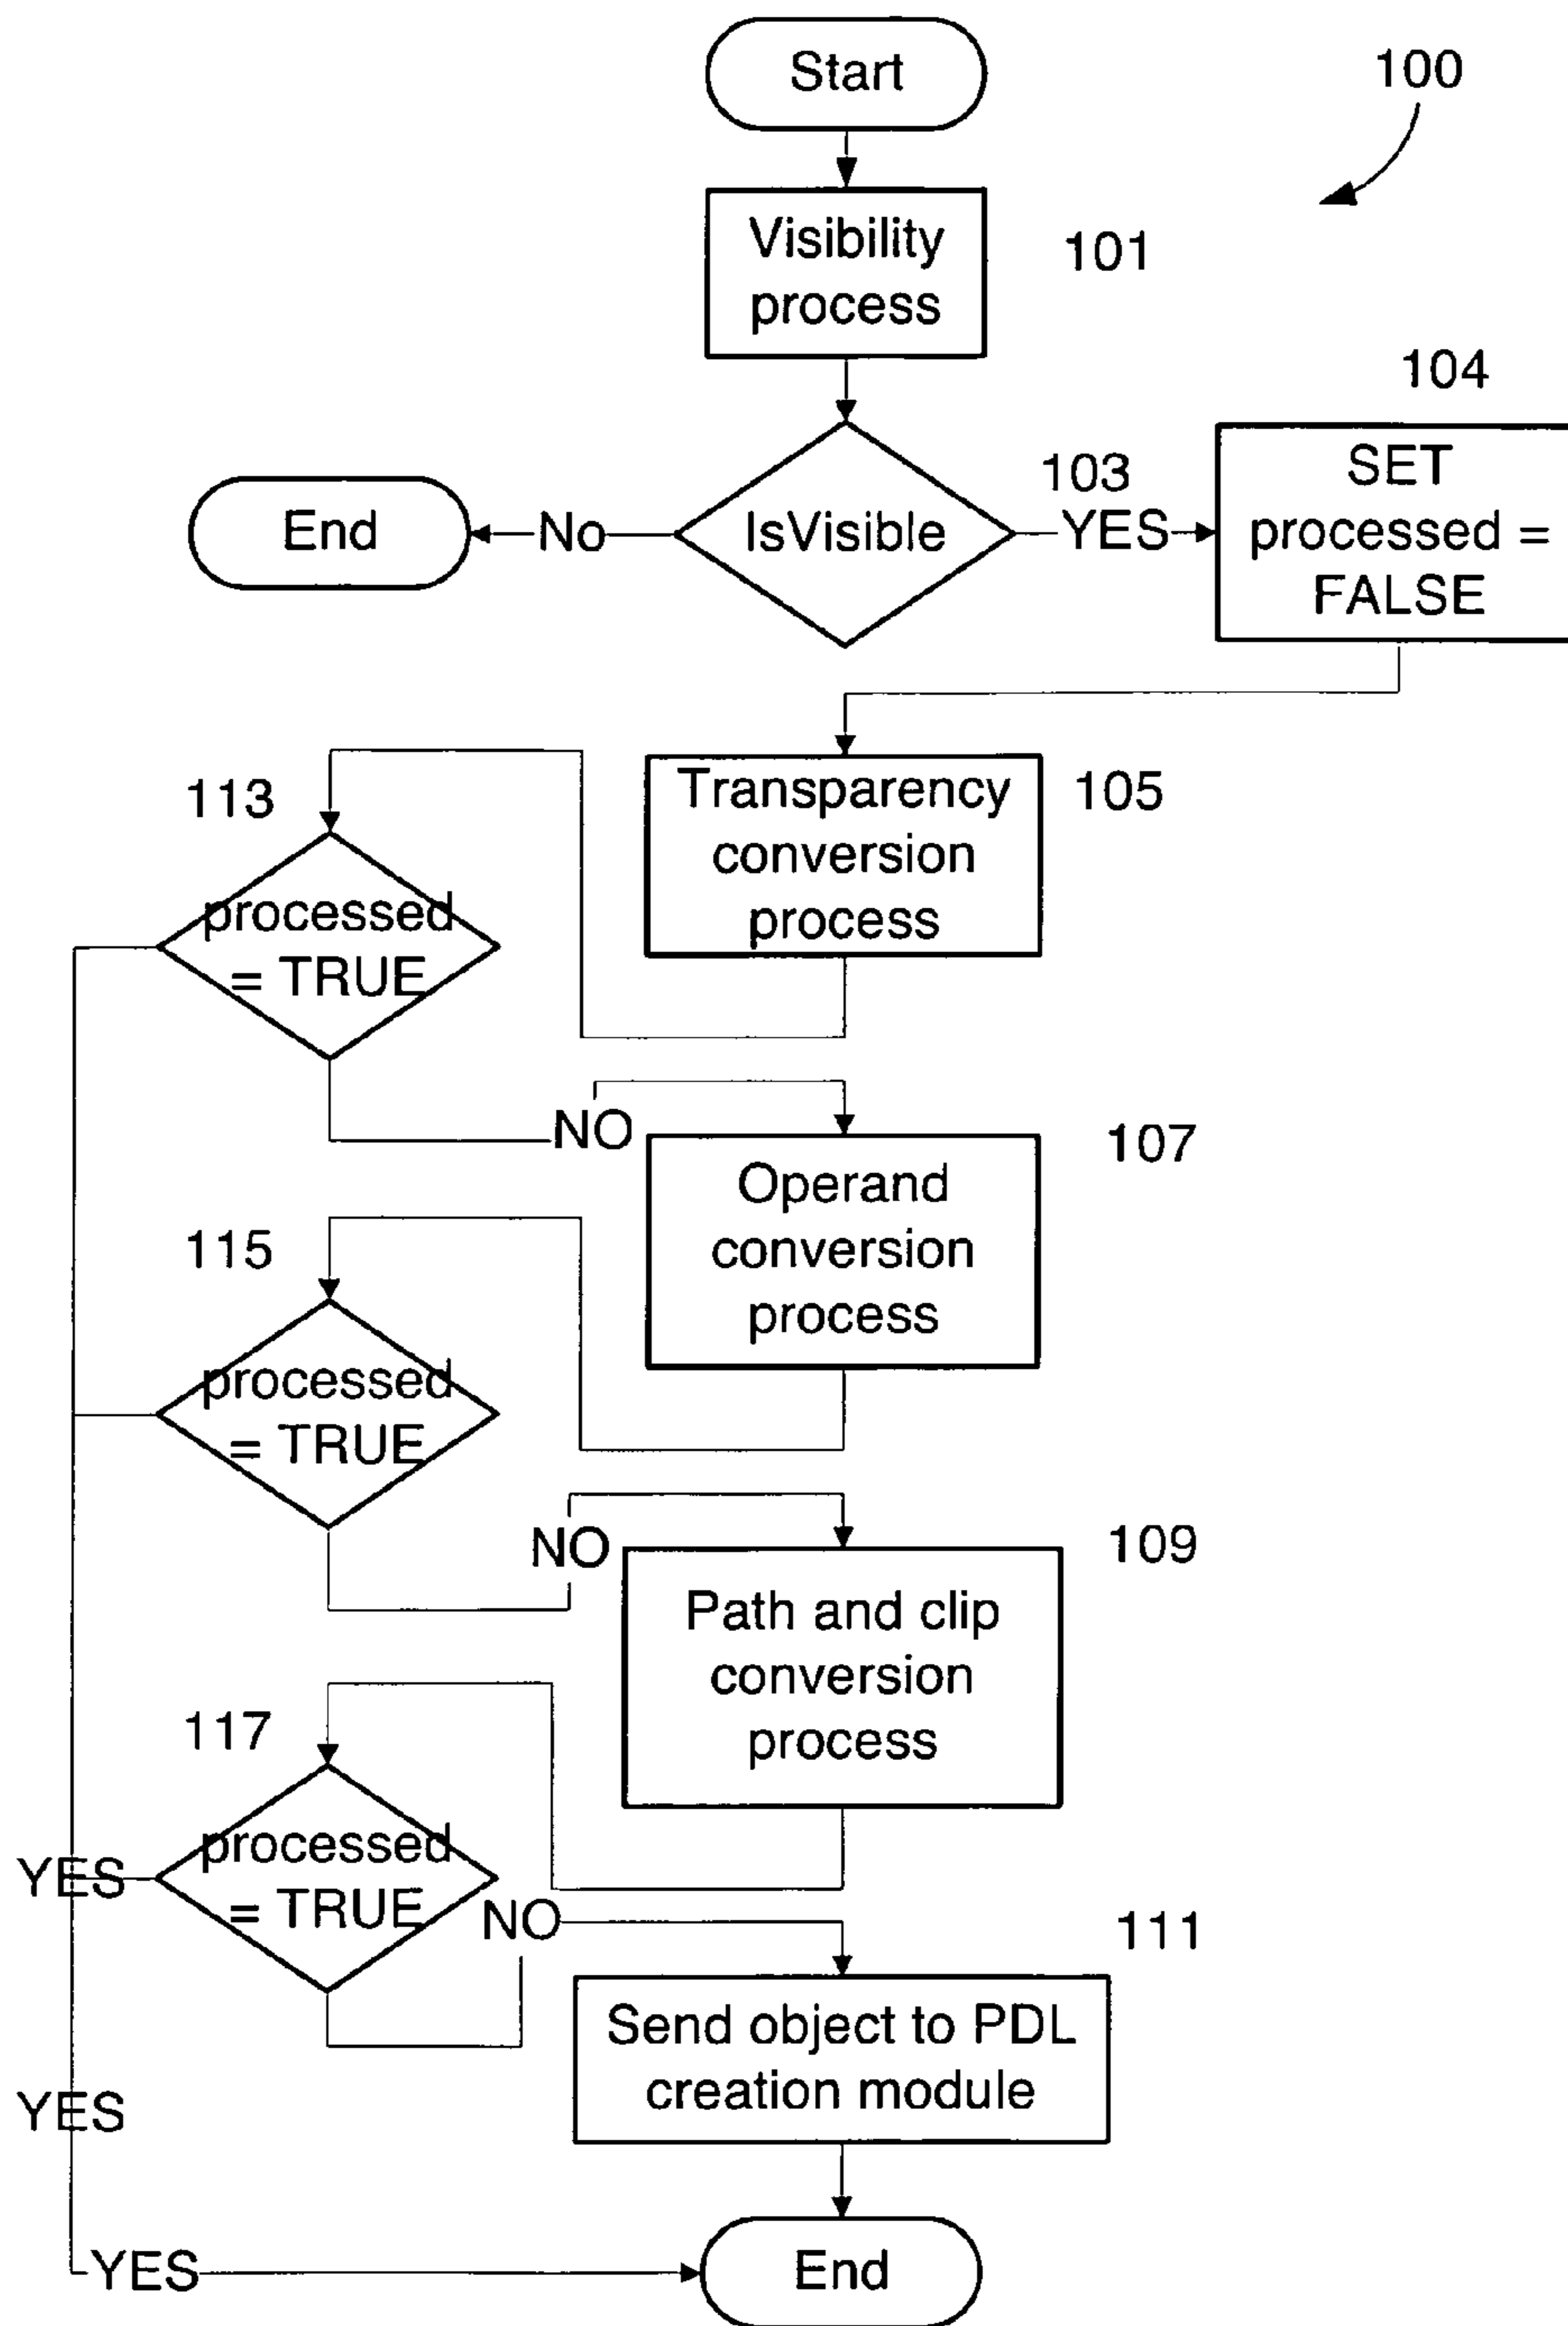 Start
100
Visibility
process
101
104
SET
processed =
FALSE
103
YES
IsVisible
No
End
Transparency
conversion
process
105
113
processed
= TRUE
NO
107
Operand
conversion
process
115
processed
= TRUE
NO
109
Path and clip
conversion
process
117
processed
= TRUE
YES
NO
111
Send object to PDL
creation module
YES
YES
End